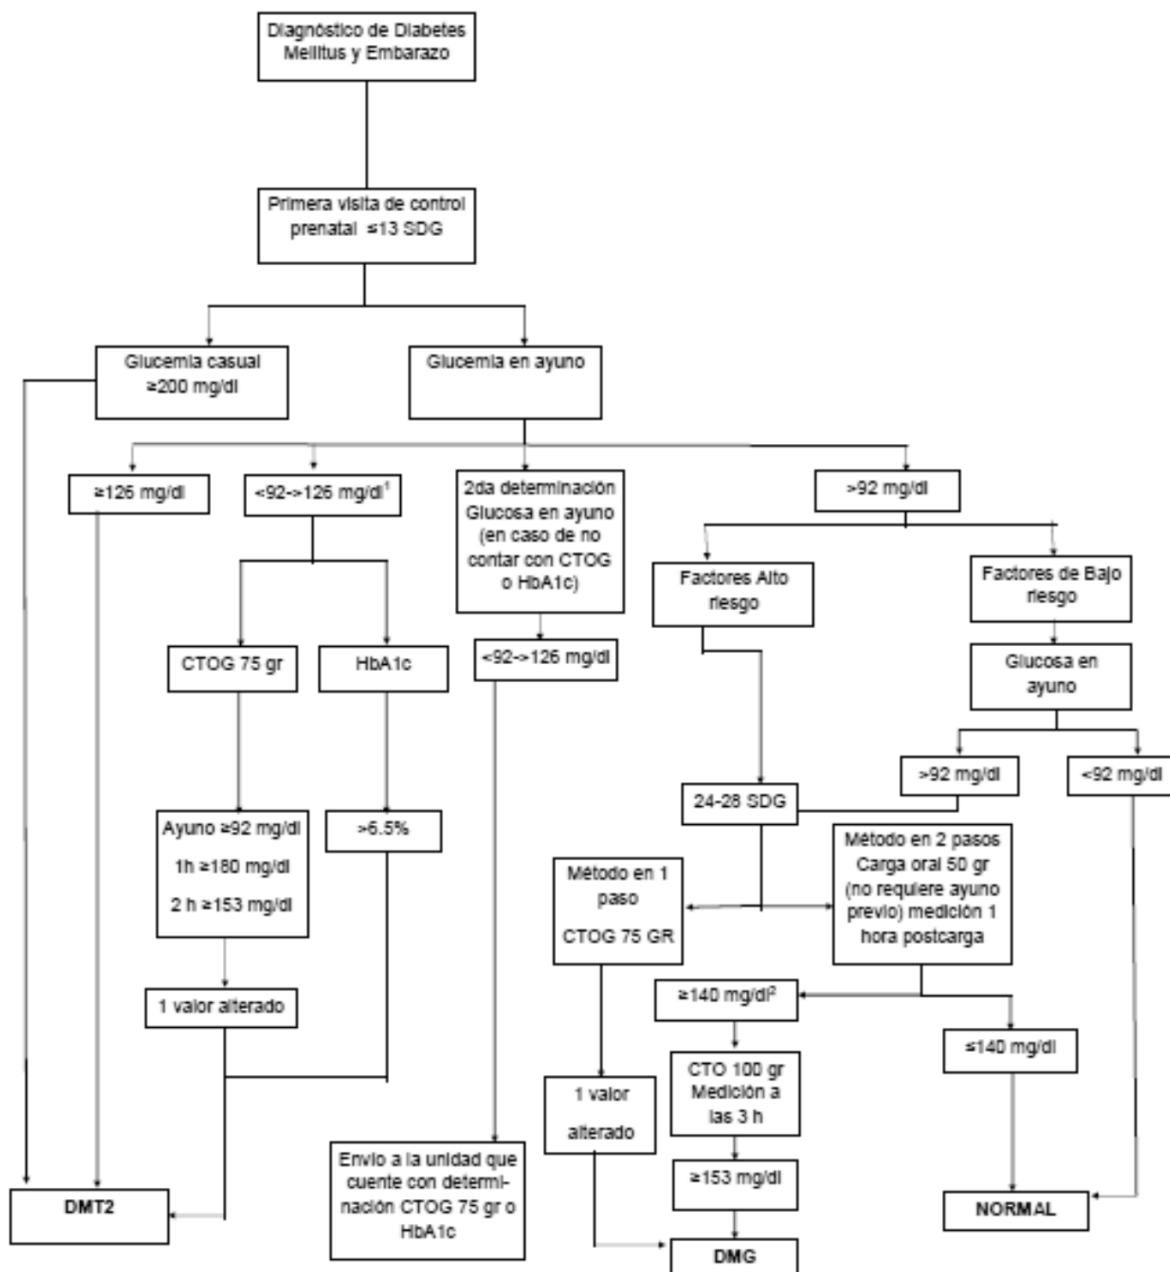 Diagnóstico de Diabetes
Mellitus y Embarazo
Primera visita de control
prenatal ≤13 SDG
Glucemia casual
≥200 mg/dl
Glucemia en ayuno
≥126 mg/dl
<92->126 mg/dl¹
2da determinación
Glucosa en ayuno
(en caso de no
contar con CTOG
o HbA1c)
>92 mg/dl
Factores Alto
riesgo
Factores de Bajo
riesgo
CTOG 75 gr
HbA1c
<92->126 mg/dl
Glucosa en
ayuno
>92 mg/dl
<92 mg/dl
24-28 SDG
Ayuno ≥92 mg/dl
1h ≥180 mg/dl
2 h ≥153 mg/dl
>6.5%
Método en 1
paso
CTOG 75 GR
Método en 2 pasos
Carga oral 50 gr
(no requiere ayuno
previo) medición 1
hora postcarga
1 valor alterado
≥140 mg/dl²
≤140 mg/dl
CTO 100 gr
Medición a
las 3 h
1 valor
alterado
Envio a la unidad que
cuente con determi-
nación CTOG 75 gr o
HbA1c
≥153 mg/dl
DMT2
NORMAL
DMG